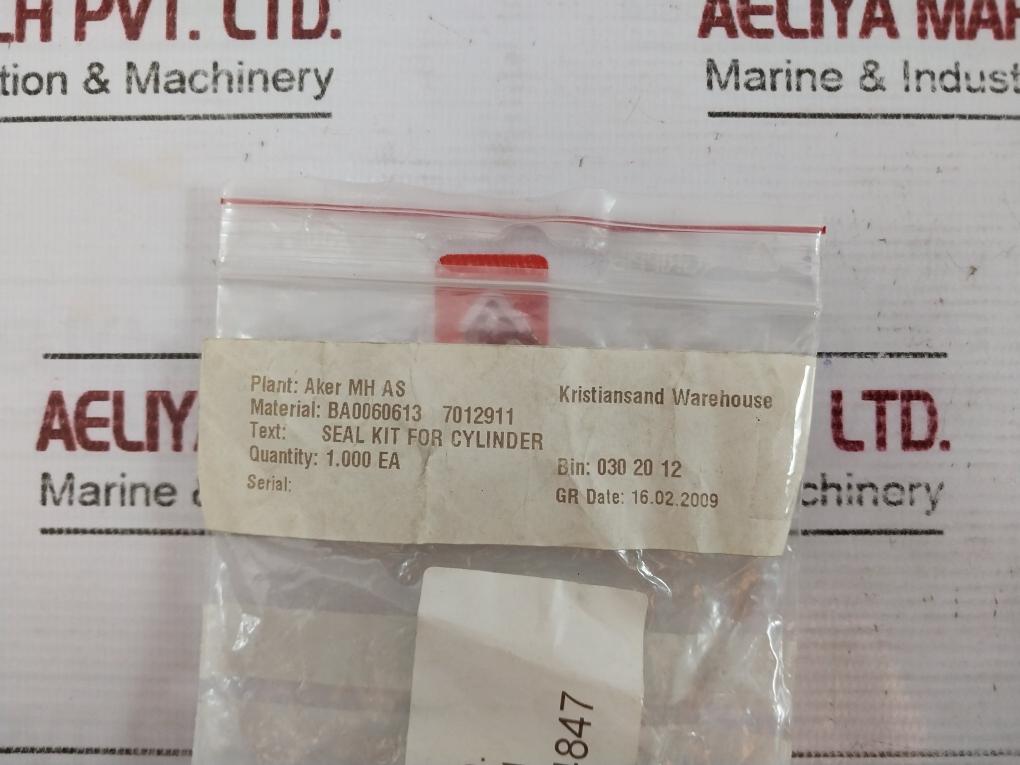 LH PVT. LTD.
tion & Machinery
AELIYA MAR
Marine & Indust
Plant: Aker MH AS
Kristiansand Warehouse
Material: BA0060613 7012911
Text: SEAL KIT FOR CYLINDER
Quantity: 1.000 EA
Bin: 030 20 12
Serial:
GR Date: 16.02.2009
AELIYA
LTD.
Marine &
chinery
847